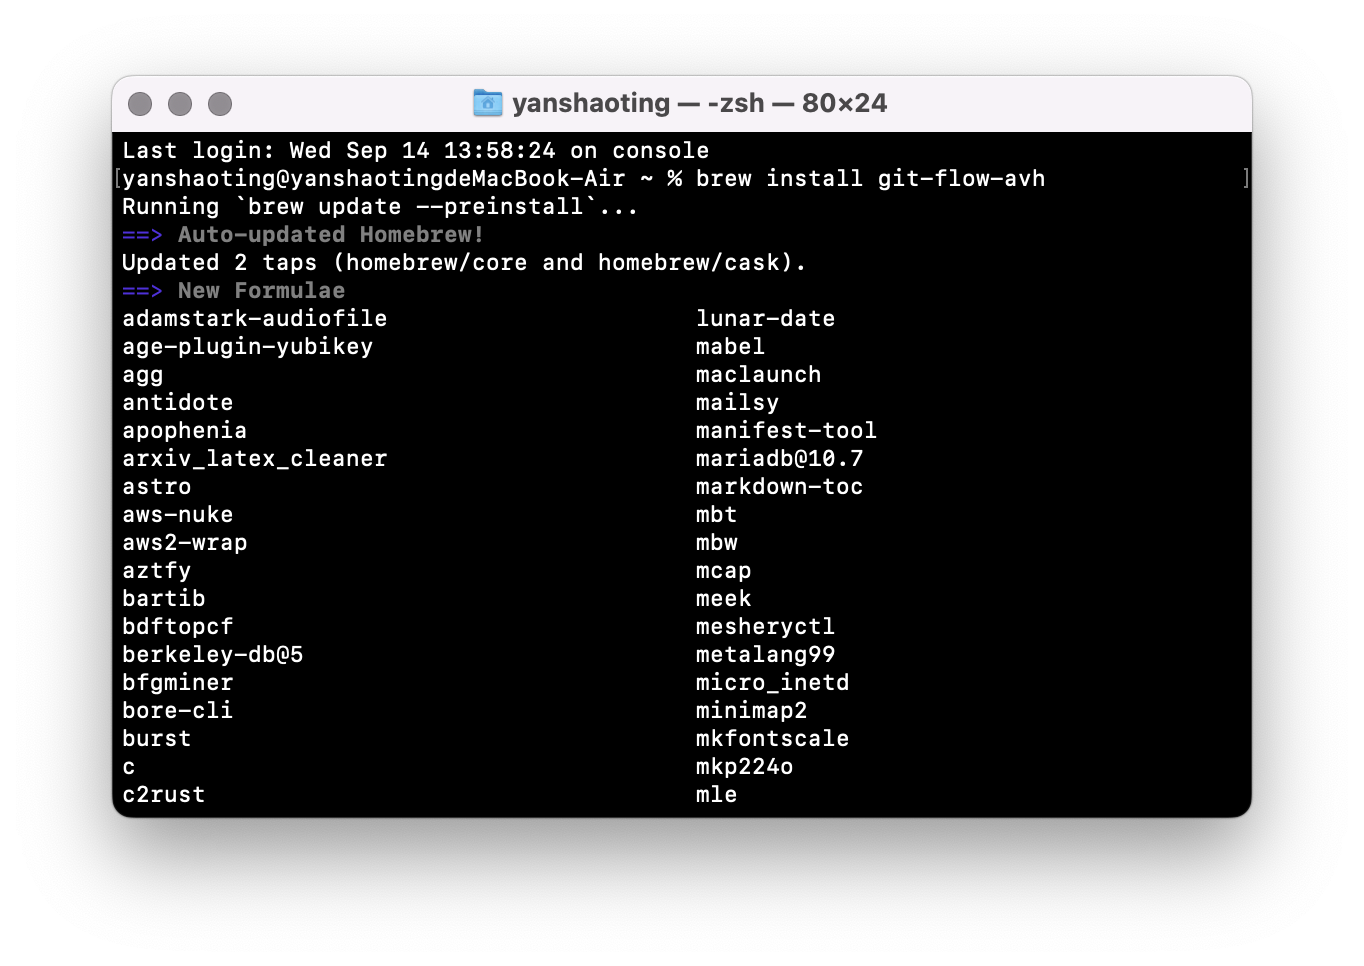 yanshaoting — -zsh — 80×24
Last login: Wed Sep 14 13:58:24 on console
[yanshaoting@yanshaotingdeMacBook-Air ~ % brew install git-flow-avh ]
Running `brew update --preinstall`...
==> Auto-updated Homebrew!
Updated 2 taps (homebrew/core and homebrew/cask).
==> New Formulae
adamstark-audiofile lunar-date
age-plugin-yubikey mabel
agg maclaunch
antidote mailsy
apophenia manifest-tool
arxiv_latex_cleaner mariadb@10.7
astro markdown-toc
aws-nuke mbt
aws2-wrap mbw
aztfy mcap
bartib meek
bdftopcf mesheryctl
berkeley-db@5 metalang99
bfgminer micro_inetd
bore-cli minimap2
burst mkfontscale
c mkp224o
c2rust mle